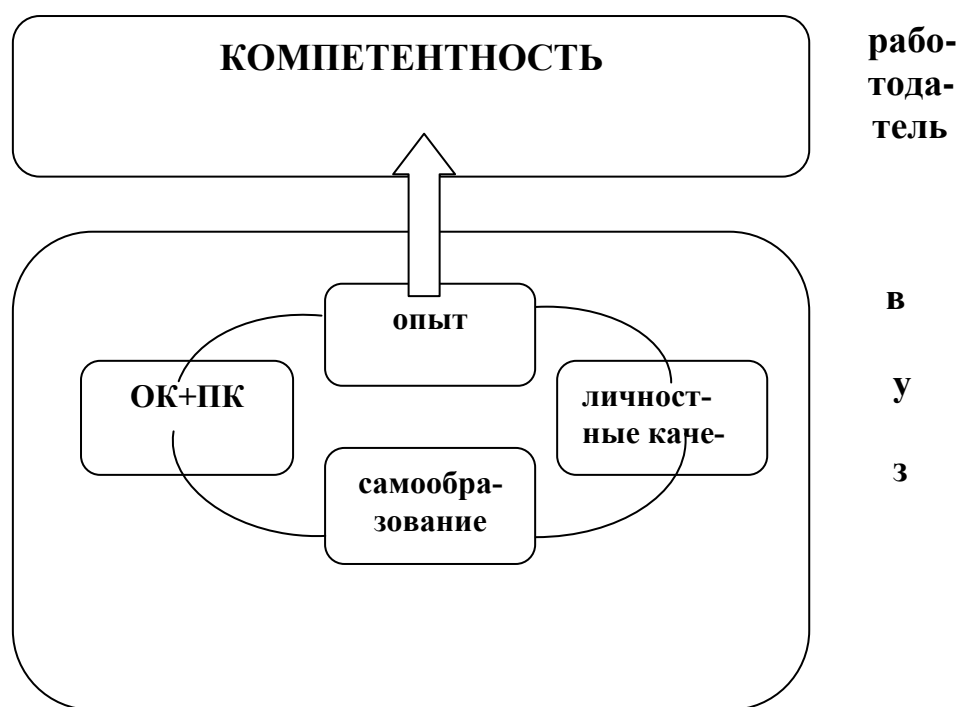 КОМПЕТЕНТНОСТЬ
рабо-
тода-
тель
опыт
ОК+ПК
личност-
ные каче-
самообра-
зование
в
у
з